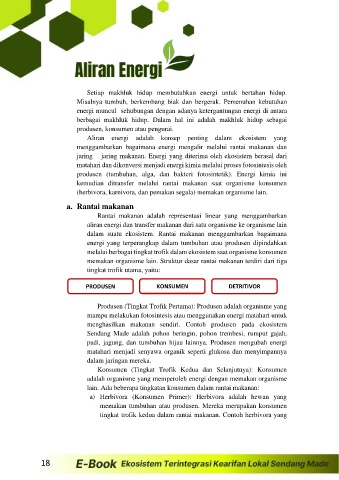 Aliran Energi
Setiap makhluk hidup membutuhkan energi untuk bertahan hidup.
Misalnya tumbuh, berkembang biak dan bergerak. Pemenuhan kebutuhan
energi muncul sehubungan dengan adanya ketergantungan energi di antara
berbagai makhluk hidup. Dalam hal ini adalah makhluk hidup sebagai
produsen, konsumen atau pengurai.
Aliran energi adalah konsep penting dalam ekosistem yang
menggambarkan bagaimana energi mengalir melalui rantai makanan dan
jaring jaring makanan. Energi yang diterima oleh ekosistem berasal dari
matahari dan dikonversi menjadi energi kimia melalui proses fotosintesis oleh
produsen (tumbuhan, alga, dan bakteri fotosintetik). Energi kimia ini
kemudian ditransfer melalui rantai makanan saat organisme konsumen
(herbivora, karnivora, dan pemakan segala) memakan organisme lain.
a. Rantai makanan
Rantai makanan adalah representasi linear yang menggambarkan
aliran energi dan transfer makanan dari satu organisme ke organisme lain
dalam suatu ekosistem. Rantai makanan menggambarkan bagaimana
energi yang terperangkap dalam tumbuhan atau produsen dipindahkan
melalui berbagai tingkat trofik dalam ekosistem saat organisme konsumen
memakan organisme lain. Struktur dasar rantai makanan terdiri dari tiga
tingkat trofik utama, yaitu:
PRODUSEN KONSUMEN DETRITIVOR
Produsen (Tingkat Trofik Pertama): Produsen adalah organisme yang
mampu melakukan fotosintesis atau menggunakan energi matahari untuk
menghasilkan makanan sendiri. Contoh produsen pada ekosistem
Sendang Made adalah pohon beringin, pohon trembesi, rumput gajah,
padi, jagung, dan tumbuhan hijau lainnya. Produsen mengubah energi
matahari menjadi senyawa organik seperti glukosa dan menyimpannya
dalam jaringan mereka.
Konsumen (Tingkat Trofik Kedua dan Selanjutnya): Konsumen
adalah organisme yang memperoleh energi dengan memakan organisme
lain. Ada beberapa tingkatan konsumen dalam rantai makanan:
a) Herbivora (Konsumen Primer): Herbivora adalah hewan yang
memakan tumbuhan atau produsen. Mereka merupakan konsumen
tingkat trofik kedua dalam rantai makanan. Contoh herbivora yang
18 E-Book Ekosistem Terintegrasi Kearifan Lokal Sendang Made